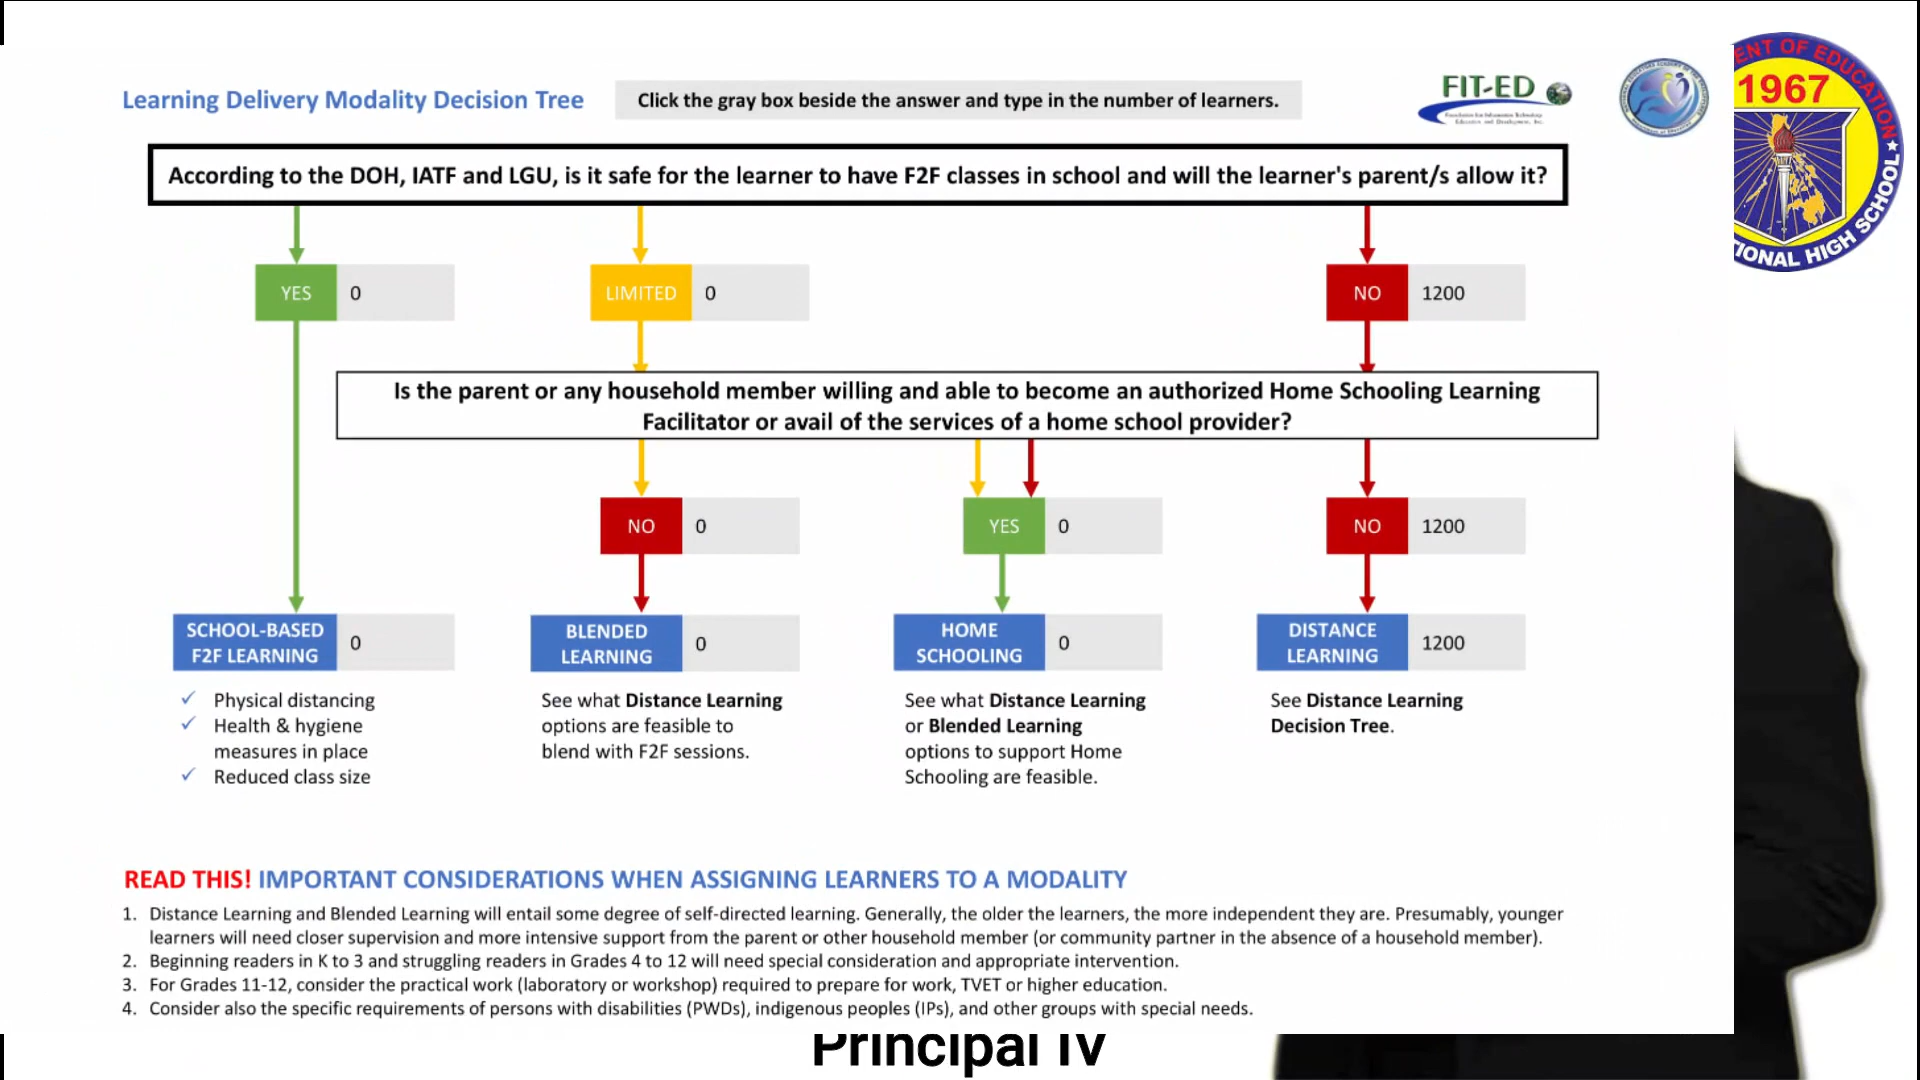 Learning Delivery Modality Decision Tree
Click the gray box beside the answer and type in the number of learners.
FIT-ED
Foundation for Information Technology
Education and Development, Inc.
ENT OF EDUCATION
1967
TIONAL HIGH SCHOOL
According to the DOH, IATF and LGU, is it safe for the learner to have F2F classes in school and will the learner's parent/s allow it?
YES 0
LIMITED 0
NO 1200
Is the parent or any household member willing and able to become an authorized Home Schooling Learning
Facilitator or avail of the services of a home school provider?
NO 0
YES 0
NO 1200
SCHOOL-BASED
F2F LEARNING
0
BLENDED
LEARNING
0
HOME
SCHOOLING
0
DISTANCE
LEARNING
1200
✓ Physical distancing
✓ Health & hygiene
measures in place
✓ Reduced class size
See what Distance Learning
options are feasible to
blend with F2F sessions.
See what Distance Learning
or Blended Learning
options to support Home
Schooling are feasible.
See Distance Learning
Decision Tree.
READ THIS! IMPORTANT CONSIDERATIONS WHEN ASSIGNING LEARNERS TO A MODALITY
1. Distance Learning and Blended Learning will entail some degree of self-directed learning. Generally, the older the learners, the more independent they are. Presumably, younger
learners will need closer supervision and more intensive support from the parent or other household member (or community partner in the absence of a household member).
2. Beginning readers in K to 3 and struggling readers in Grades 4 to 12 will need special consideration and appropriate intervention.
3. For Grades 11-12, consider the practical work (laboratory or workshop) required to prepare for work, TVET or higher education.
4. Consider also the specific requirements of persons with disabilities (PWDs), indigenous peoples (IPs), and other groups with special needs.
Principal IV